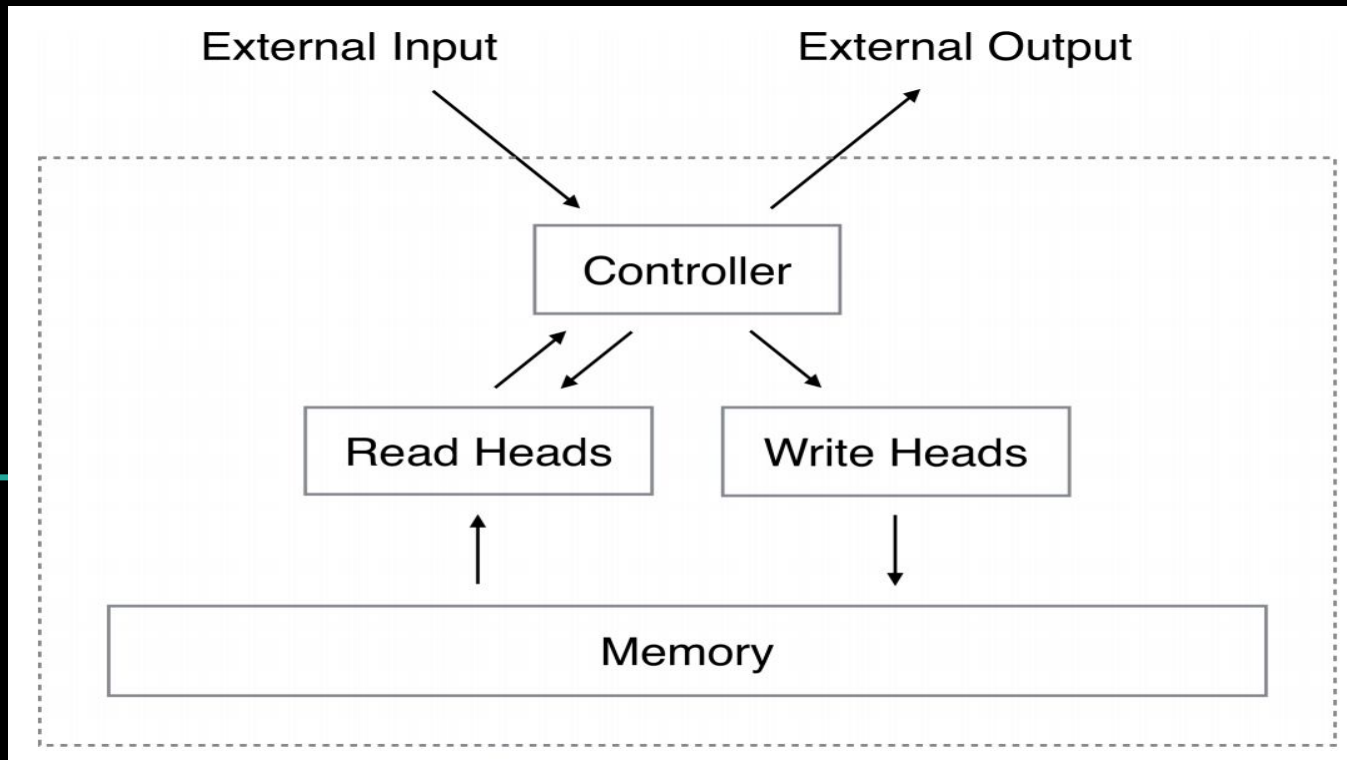 External Input
External Output
Controller
Read Heads
Write Heads
Memory